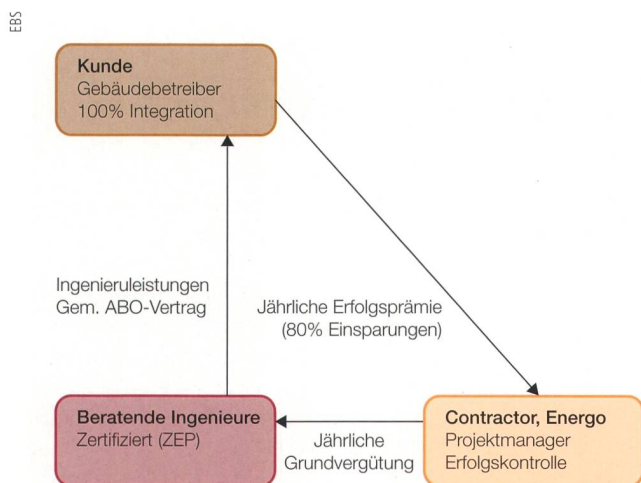 EBS
Kunde
Gebäudebetreiber
100% Integration
Ingenieruleistungen
Gem. ABO-Vertrag
Jährliche Erfolgsprämie
(80% Einsparungen)
Beratende Ingenieure
Zertifiziert (ZEP)
Jährliche
Grundvergütung
Contractor, Energo
Projektmanager
Erfolgskontrolle